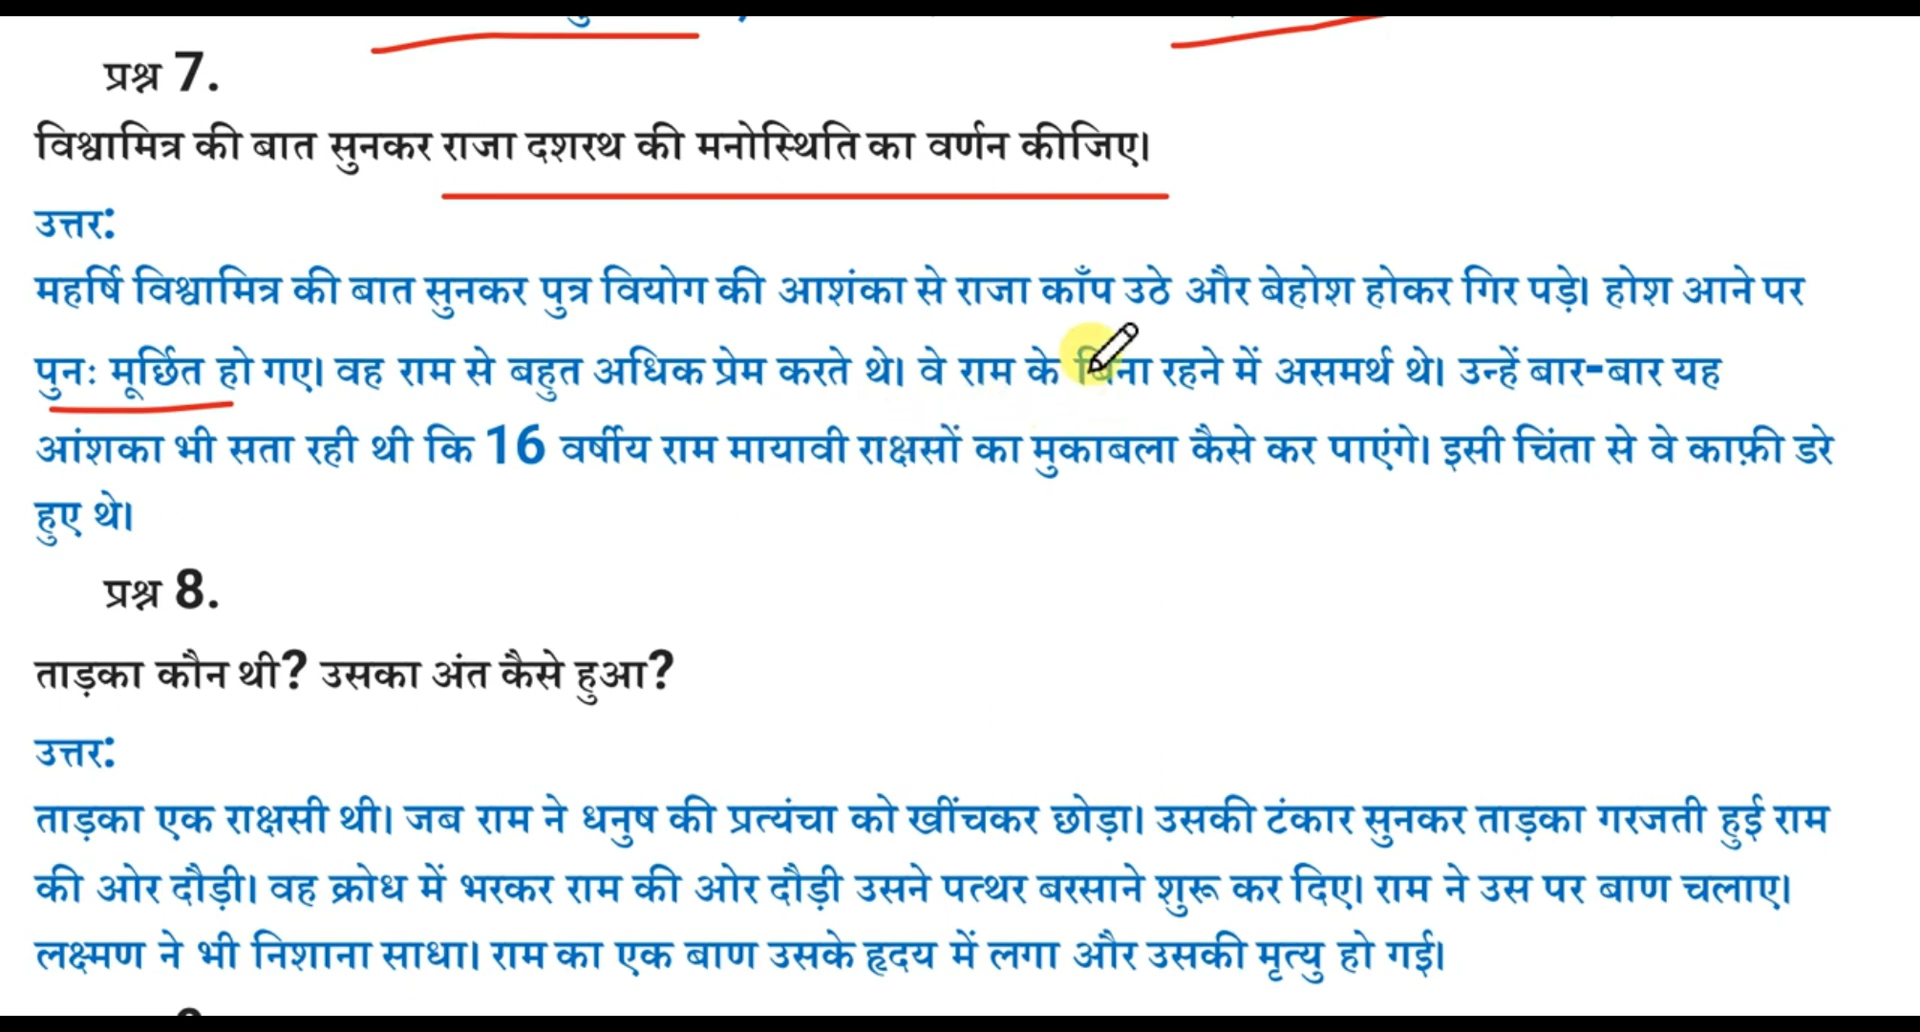 प्रश्न 7.
विश्वामित्र की बात सुनकर राजा दशरथ की मनोस्थिति का वर्णन कीजिए।
उत्तर:
महर्षि विश्वामित्र की बात सुनकर पुत्र वियोग की आशंका से राजा काँप उठे और बेहोश होकर गिर पड़े। होश आने पर
पुनः मूर्छित हो गए। वह राम से बहुत अधिक प्रेम करते थे। वे राम के बिना रहने में असमर्थ थे। उन्हें बार-बार यह
आंशका भी सता रही थी कि 16 वर्षीय राम मायावी राक्षसों का मुकाबला कैसे कर पाएंगे। इसी चिंता से वे काफ़ी डरे
हुए थे।
प्रश्न 8.
ताड़का कौन थी? उसका अंत कैसे हुआ?
उत्तर:
ताड़का एक राक्षसी थी। जब राम ने धनुष की प्रत्यंचा को खींचकर छोड़ा। उसकी टंकार सुनकर ताड़का गरजती हुई राम
की ओर दौड़ी। वह क्रोध में भरकर राम की ओर दौड़ी उसने पत्थर बरसाने शुरू कर दिए। राम ने उस पर बाण चलाए।
लक्ष्मण ने भी निशाना साधा। राम का एक बाण उसके हृदय में लगा और उसकी मृत्यु हो गई।